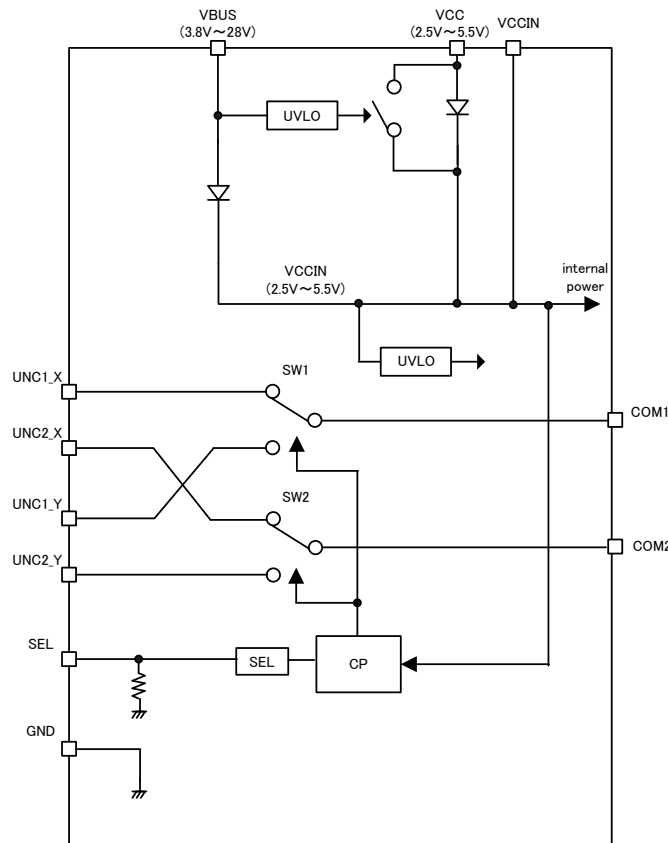 VBUS
(3.8V～28V)
VCC
(2.5V～5.5V)
VCCIN
UVLO
VCCIN
(2.5V～5.5V)
internal
power
UVLO
UNC1_X
SW1
COM1
UNC2_X
UNC1_Y
SW2
COM2
UNC2_Y
SEL
SEL
CP
GND